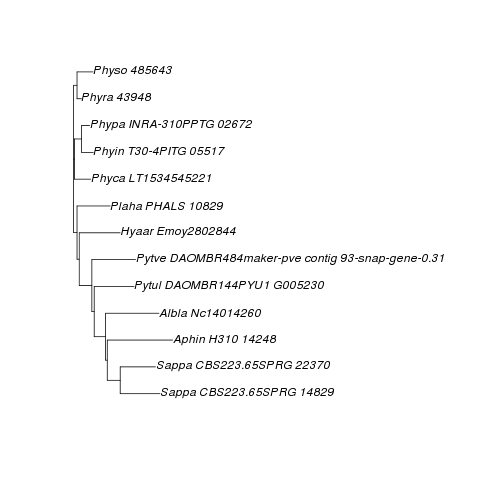 Physo 485643
Phyra 43948
Phypa INRA-310PPTG 02672
Phyin T30-4PITG 05517
Phyca LT1534545221
Plaha PHALS 10829
Hyaar Emoy2802844
Pytve DAOMBR484maker-pve contig 93-snap-gene-0.31
Pytul DAOMBR144PYU1 G005230
Albla Nc14014260
Aphin H310 14248
Sappa CBS223.65SPRG 22370
Sappa CBS223.65SPRG 14829